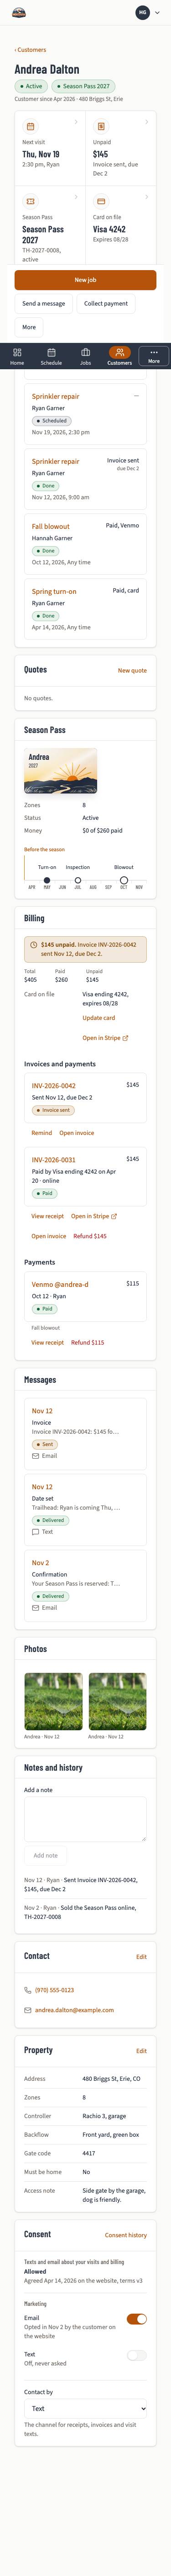 HG
‹ Customers
Andrea Dalton
Active
Season Pass 2027
Customer since Apr 2026 · 480 Briggs St, Erie
Next visit
Thu, Nov 19
2:30 pm, Ryan
Unpaid
$145
Invoice sent, due
Dec 2
Season Pass
Season Pass
2027
TH-2027-0008,
active
Card on file
Visa 4242
Expires 08/28
New job
Send a message
Collect payment
More
Home
Schedule
Jobs
Customers
More
Sprinkler repair
—
Ryan Garner
Scheduled
Nov 19, 2026, 2:30 pm
Sprinkler repair
Invoice sent
due Dec 2
Ryan Garner
Done
Nov 12, 2026, 9:00 am
Fall blowout
Paid, Venmo
Hannah Garner
Done
Oct 12, 2026, Any time
Spring turn-on
Paid, card
Ryan Garner
Done
Apr 14, 2026, Any time
Quotes
New quote
No quotes.
Season Pass
Andrea
2027
Zones
8
Status
Active
Money
$0 of $260 paid
Before the season
Turn-on
Inspection
Blowout
APR MAY JUN JUL AUG SEP OCT NOV
Billing
$145 unpaid. Invoice INV-2026-0042
sent Nov 12, due Dec 2.
Total
$405
Paid
$260
Unpaid
$145
Card on file
Visa ending 4242,
expires 08/28
Update card
Open in Stripe
Invoices and payments
INV-2026-0042
$145
Sent Nov 12, due Dec 2
Invoice sent
Remind
Open invoice
INV-2026-0031
$145
Paid by Visa ending 4242 on Apr
20 · online
Paid
View receipt
Open in Stripe
Open invoice
Refund $145
Payments
Venmo @andrea-d
$115
Oct 12 · Ryan
Paid
Fall blowout
View receipt
Refund $115
Messages
Nov 12
Invoice
Invoice INV-2026-0042: $145 fo…
Sent
Email
Nov 12
Date set
Trailhead: Ryan is coming Thu, …
Delivered
Text
Nov 2
Confirmation
Your Season Pass is reserved: T…
Delivered
Email
Photos
Andrea · Nov 12
Andrea · Nov 12
Notes and history
Add a note
Add note
Nov 12 · Ryan · Sent Invoice INV-2026-0042,
$145, due Dec 2
Nov 2 · Ryan · Sold the Season Pass online,
TH-2027-0008
Contact
Edit
(970) 555-0123
andrea.dalton@example.com
Property
Edit
Address
480 Briggs St, Erie, CO
Zones
8
Controller
Rachio 3, garage
Backflow
Front yard, green box
Gate code
4417
Must be home
No
Access note
Side gate by the garage,
dog is friendly.
Consent
Consent history
Texts and email about your visits and billing
Allowed
Agreed Apr 14, 2026 on the website, terms v3
Marketing
Email
Opted in Nov 2 by the customer on
the website
Text
Off, never asked
Contact by
Text
The channel for receipts, invoices and visit
texts.